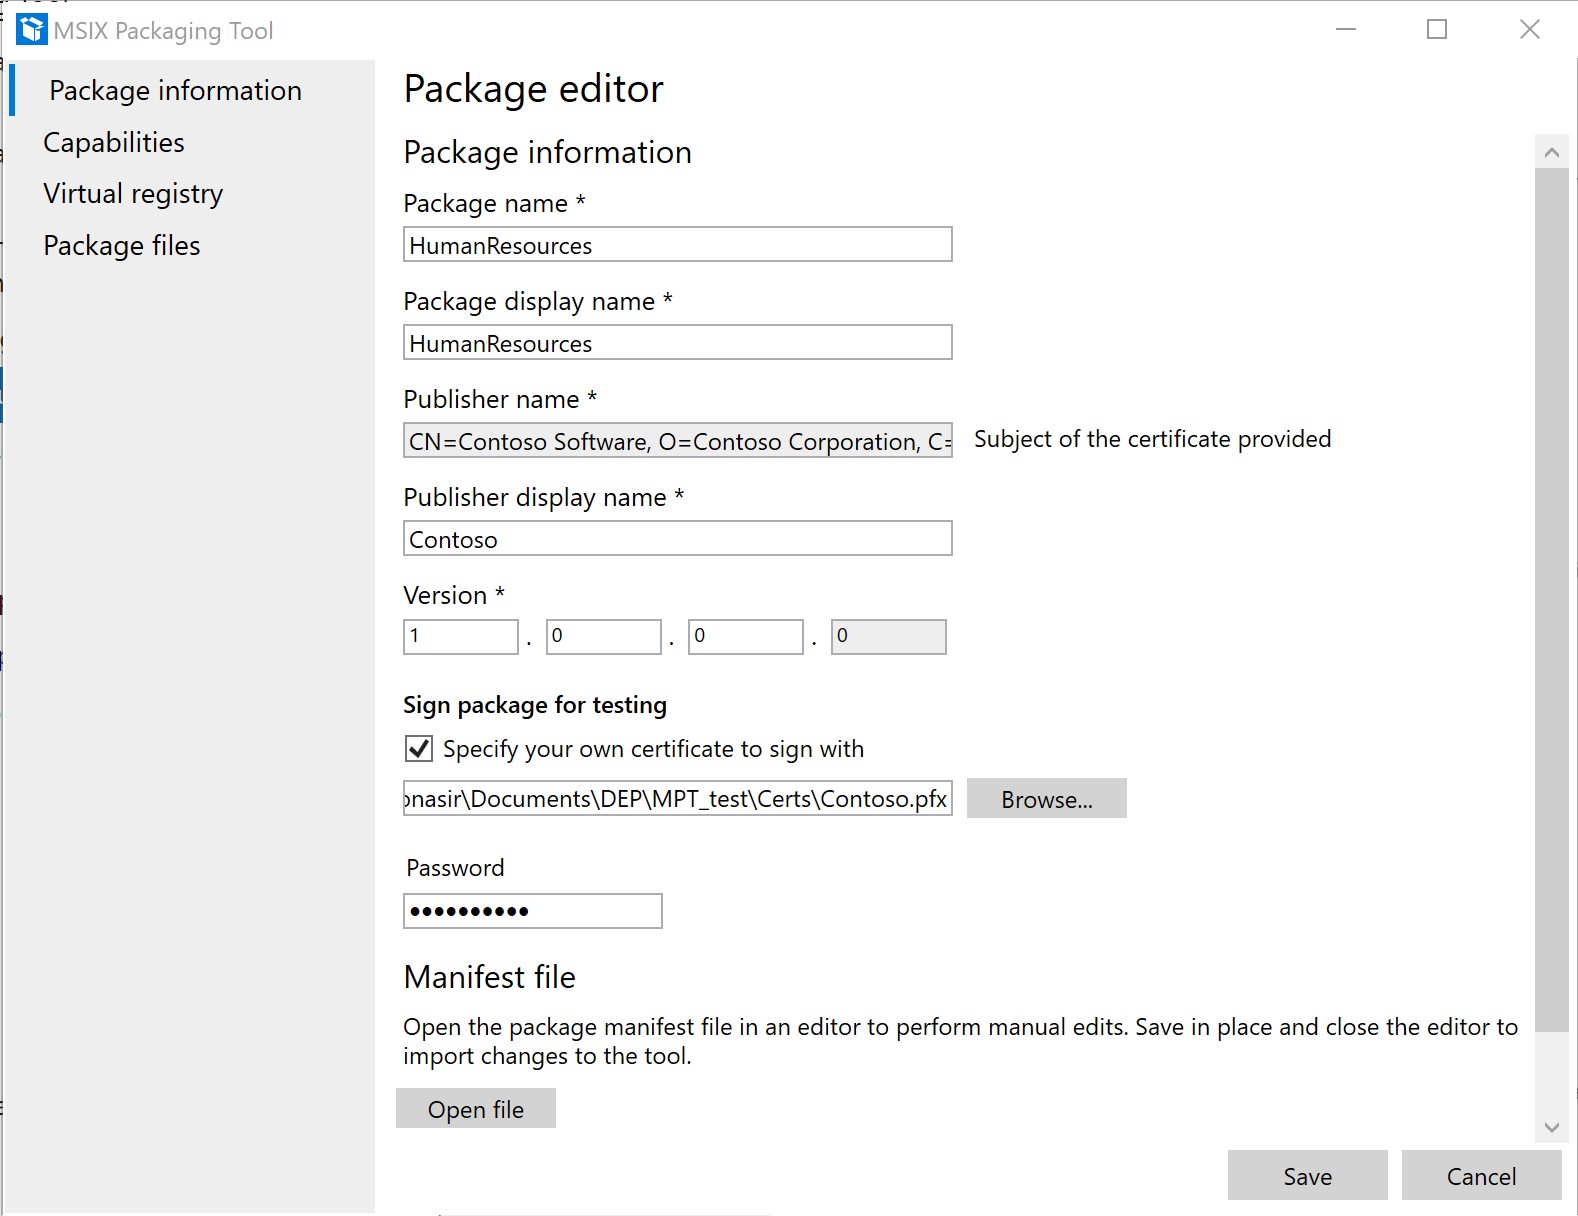 MSIX Packaging Tool
Package information
Capabilities
Virtual registry
Package files
Package editor
Package information
Package name *
HumanResources
Package display name *
HumanResources
Publisher name *
CN=Contoso Software, O=Contoso Corporation, C=
Subject of the certificate provided
Publisher display name *
Contoso
Version *
1 . 0 . 0 . 0
Sign package for testing
Specify your own certificate to sign with
onasir\Documents\DEP\MPT_test\Certs\Contoso.pfx
Browse...
Password
••••••••••
Manifest file
Open the package manifest file in an editor to perform manual edits. Save in place and close the editor to
import changes to the tool.
Open file
Save
Cancel